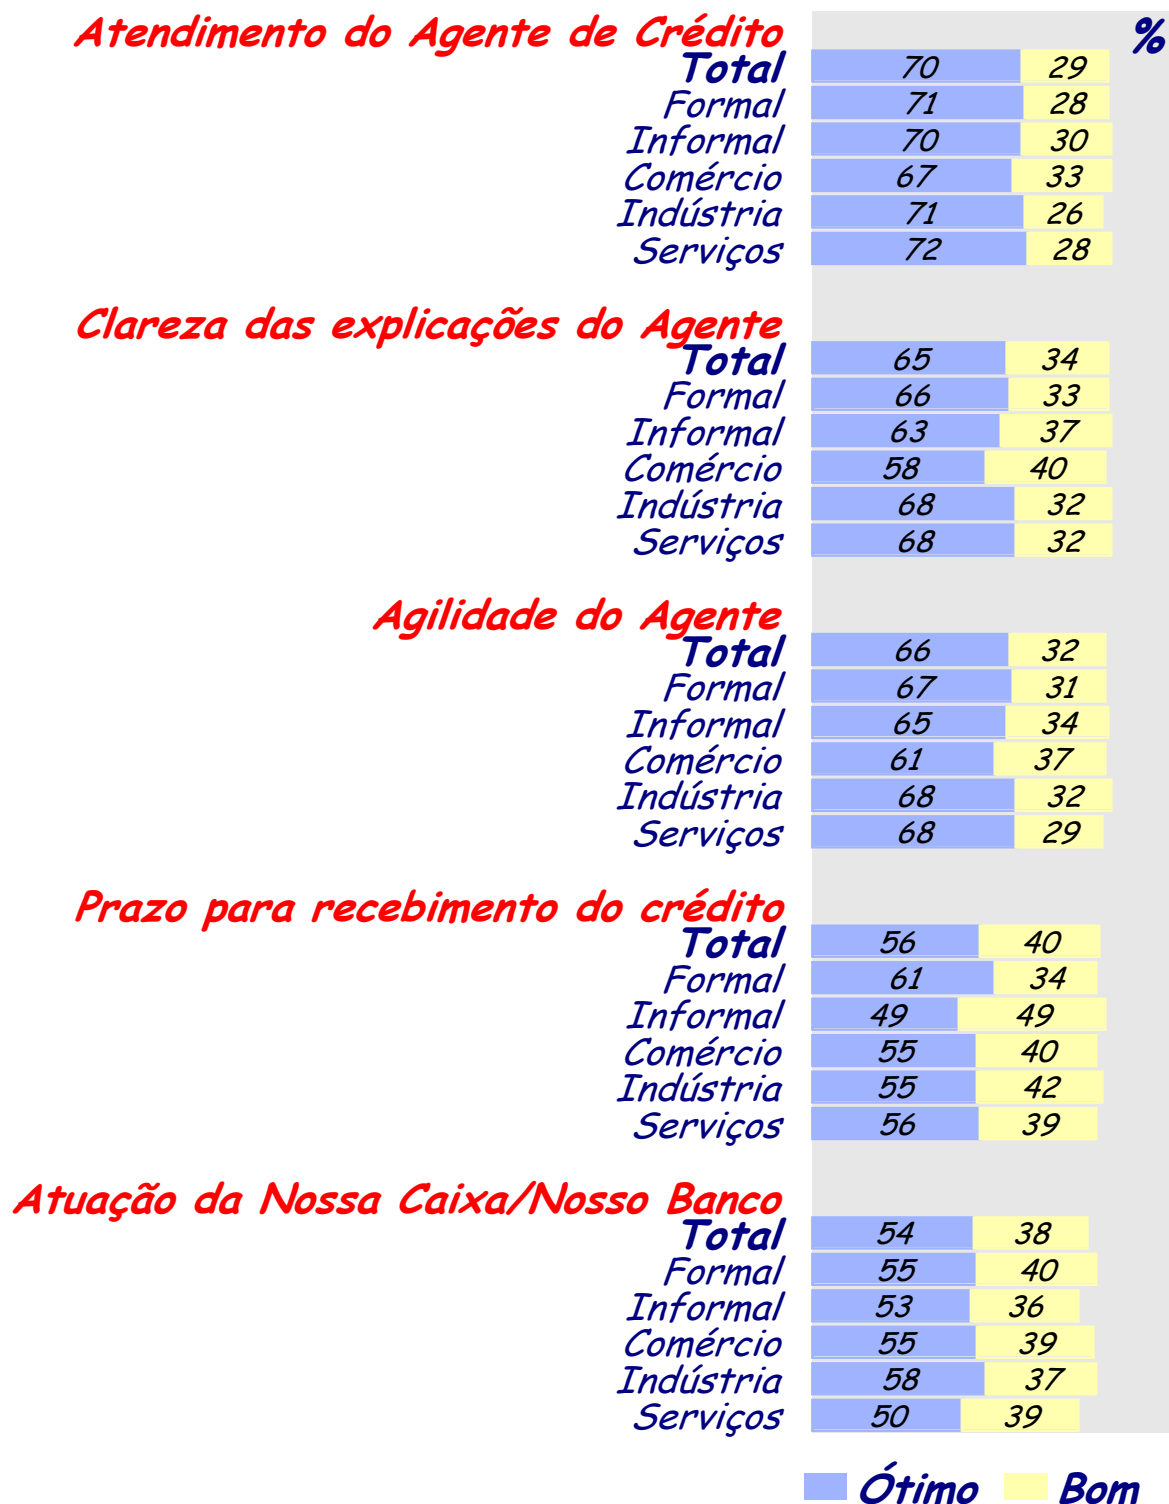 Atendimento do Agente de Crédito %
Total 70 29
Formal 71 28
Informal 70 30
Comércio 67 33
Indústria 71 26
Serviços 72 28
Clareza das explicações do Agente
Total 65 34
Formal 66 33
Informal 63 37
Comércio 58 40
Indústria 68 32
Serviços 68 32
Agilidade do Agente
Total 66 32
Formal 67 31
Informal 65 34
Comércio 61 37
Indústria 68 32
Serviços 68 29
Prazo para recebimento do crédito
Total 56 40
Formal 61 34
Informal 49 49
Comércio 55 40
Indústria 55 42
Serviços 56 39
Atuação da Nossa Caixa/Nosso Banco
Total 54 38
Formal 55 40
Informal 53 36
Comércio 55 39
Indústria 58 37
Serviços 50 39
Ótimo Bom